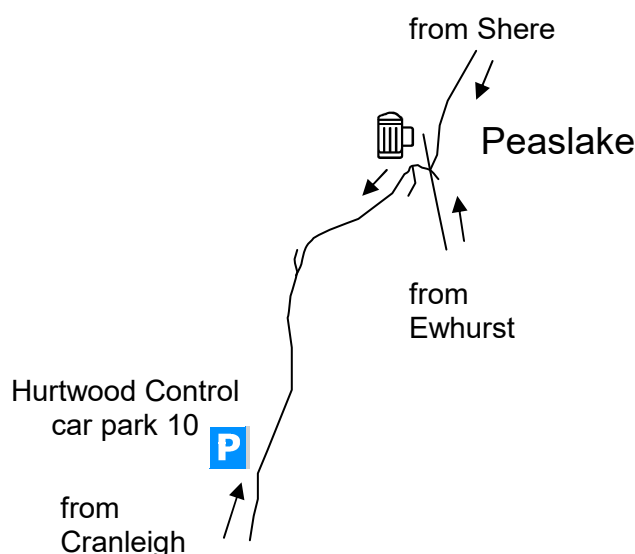 from Shere
Peaslake
from
Ewhurst
Hurtwood Control
car park 10
P
from
Cranleigh